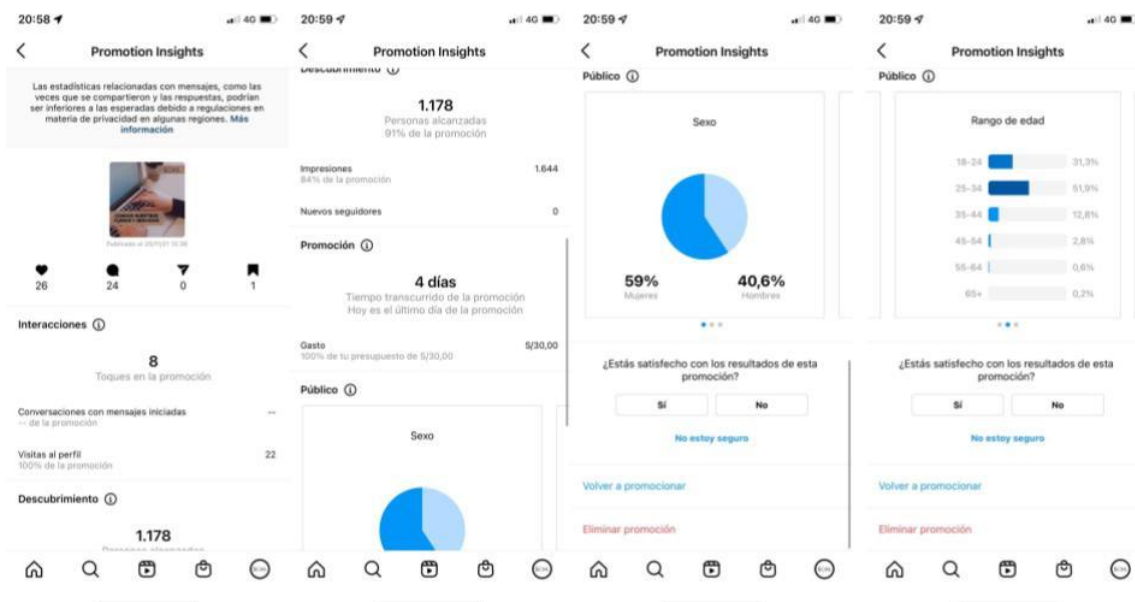 20:58
4G
Promotion Insights
Las estadísticas relacionadas con mensajes, como las
veces que se compartieron y las respuestas, podrían
ser inferiores a las esperadas debido a regulaciones en
materia de privacidad en algunas regiones. Más
información
26
24
0
1
Interacciones
8
Toques en la promoción
Conversaciones con mensajes iniciadas
--
-- de la promoción
Visitas al perfil
22
100% de la promoción
Descubrimiento
1.178
Personas alcanzadas
20:59
4G
Promotion Insights
Descubrimiento
1.178
Personas alcanzadas
91% de la promoción
Impresiones
1.644
84% de la promoción
Nuevos seguidores
0
Promoción
4 días
Tiempo transcurrido de la promoción
Hoy es el último día de la promoción
Gasto
S/30,00
100% de tu presupuesto de S/30,00
Público
Sexo
20:59
4G
Promotion Insights
Público
Sexo
59%
Mujeres
40,6%
Hombres
¿Estás satisfecho con los resultados de esta
promoción?
Sí
No
No estoy seguro
Volver a promocionar
Eliminar promoción
20:59
4G
Promotion Insights
Público
Rango de edad
18-24
31,3%
25-34
51,9%
35-44
12,8%
45-54
2,8%
55-64
0,6%
65+
0,2%
¿Estás satisfecho con los resultados de esta
promoción?
Sí
No
No estoy seguro
Volver a promocionar
Eliminar promoción